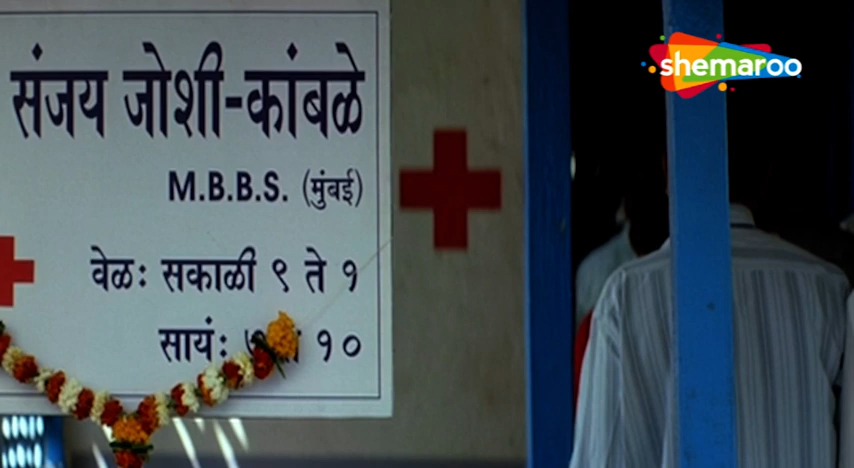 संजय जोशी-कांबळे
M.B.B.S. (मुंबई)
वेळ: सकाळी ९ ते १
सायं: १०
shemaroo